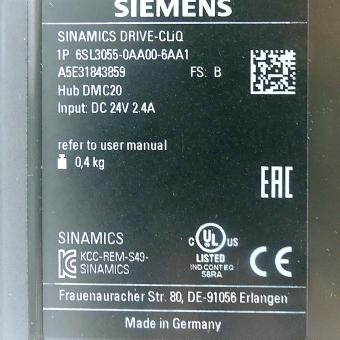 SIEMENS
SINAMICS DRIVE-CLiQ
1P 6SL3055-0AA00-6AA1
A5E31843859 FS: B
Hub DMC20
Input: DC 24V 2.4A
refer to user manual
0,4 kg
EAC
SINAMICS
KCC-REM-S49-
SINAMICS
C UL US
LISTED
IND CONT EQ
58RA
CE
Frauenauracher Str. 80, DE-91056 Erlangen
Made in Germany